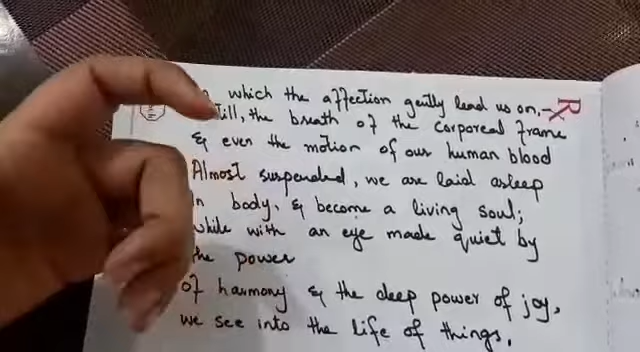 which the affection gently lead us on,-
Till, the breath of the corporeal frame
& even the motion of our human blood
Almost suspended, we are laid asleep
In body, & become a living soul;
while with an eye made quiet by
the power
of harmony & the deep power of joy,
we see into the life of things.